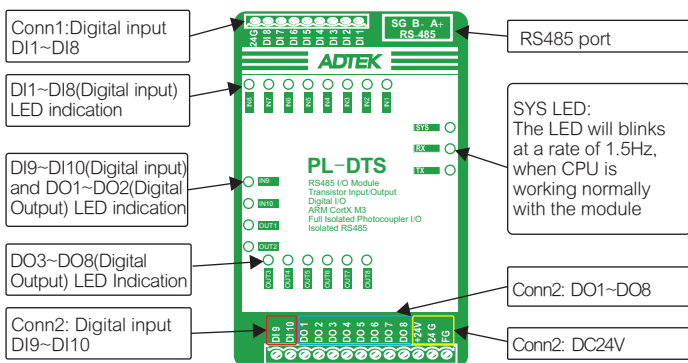 Conn1:Digital input
DI1~DI8
24G
DI 8
DI 7
DI 6
DI 5
DI 4
DI 3
DI 2
DI 1
SG B- A+
RS-485
RS485 port
ADTEK
DI1~DI8(Digital input)
LED indication
IN8
IN7
IN6
IN5
IN4
IN3
IN2
IN1
SYS
RX
TX
SYS LED:
The LED will blinks
at a rate of 1.5Hz,
when CPU is
working normally
with the module
DI9~DI10(Digital input)
and DO1~DO2(Digital
Output) LED indication
IN9
IN10
OUT1
OUT2
PL-DTS
RS485 I/O Module
Transistor Input/Output
Digital I/O
ARM CortX M3
Full Isolated Photocoupler I/O
Isolated RS485
DO3~DO8(Digital
Output) LED Indication
OUT3
OUT4
OUT5
OUT6
OUT7
OUT8
Conn2: DO1~DO8
Conn2: Digital input
DI9~DI10
DI 9
DI 10
DO 1
DO 2
DO 3
DO 4
DO 5
DO 6
DO 7
DO 8
+24V
24 G
FG
Conn2: DC24V